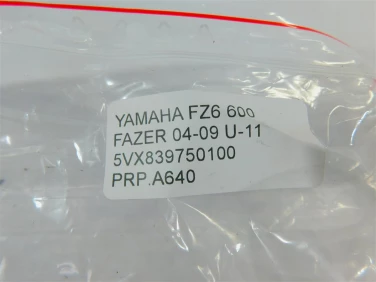 YAMAHA FZ6 600
FAZER 04-09 U-11
5VX839750100
PRP.A640